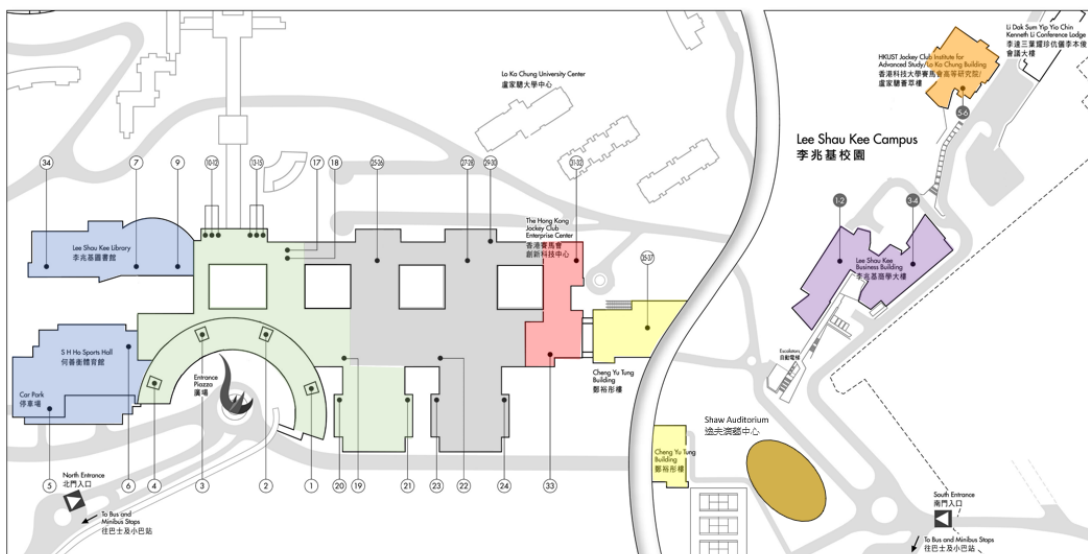 Lo Ka Chung University Center
盧家驄大學中心
HKUST Jockey Club Institute for
Advanced Study/Lo Ka Chung Building
香港科技大學賽馬會高等研究院/
盧家驄薈萃樓
Li Dak Sum Yip Yio Chin
Kenneth Li Conference Lodge
李達三葉耀珍伉儷李本俊
會議大樓
5-6
Lee Shau Kee Campus
李兆基校園
34
7
9
10-12
13-15
17
18
25-26
27-28
29-30
31-32
1-2
3-4
The Hong Kong
Jockey Club
Enterprise Center
香港賽馬會
創新科技中心
Lee Shau Kee Library
李兆基圖書館
Lee Shau Kee
Business Building
李兆基商學大樓
35-37
S H Ho Sports Hall
何善衡體育館
Entrance
Piazza
廣場
Car Park
停車場
Cheng Yu Tung
Building
鄭裕彤樓
Escalators
自動電梯
Shaw Auditorium
逸夫演藝中心
Cheng Yu Tung
Building
鄭裕彤樓
5
6
4
3
2
1
20
19
21
23
22
24
33
North Entrance
北門入口
To Bus and
Minibus Stops
往巴士及小巴站
South Entrance
南門入口
To Bus and Minibus Stops
往巴士及小巴站